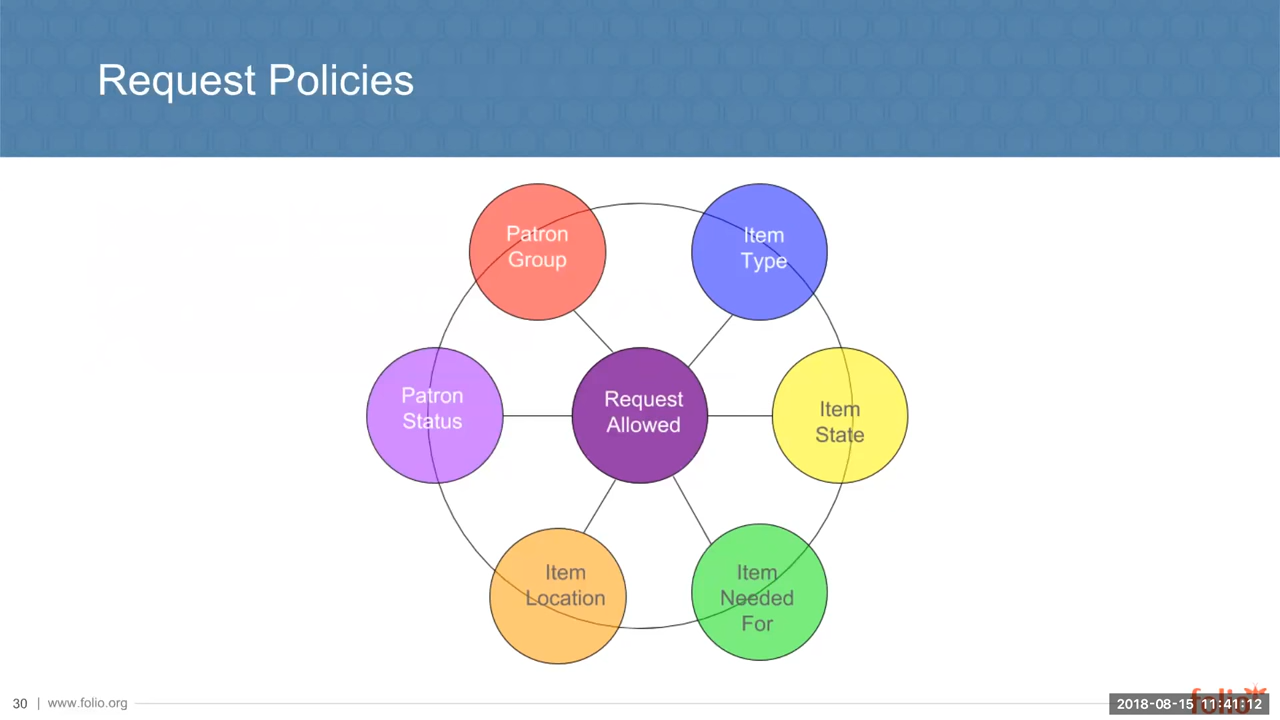 Request Policies
Patron
Group
Item
Type
Patron
Status
Request
Allowed
Item
State
Item
Location
Item
Needed
For
30 | www.folio.org
folio
2018-08-15 11:41:12